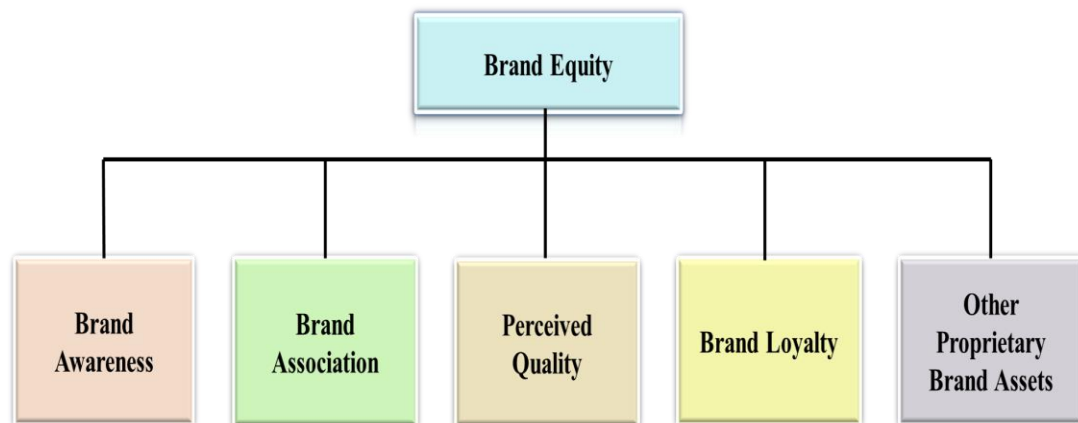 Brand Equity
Brand
Awareness
Brand
Association
Perceived
Quality
Brand Loyalty
Other
Proprietary
Brand Assets